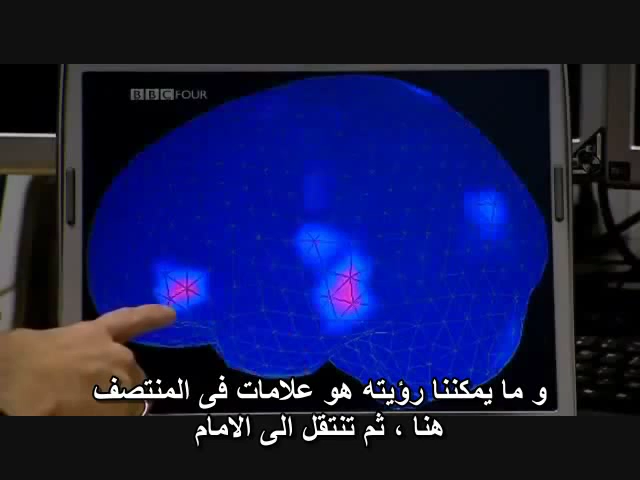 BBC FOUR
و ما يمكننا رؤيته هو علامات فى المنتصف
هنا ، ثم تنتقل الى الامام